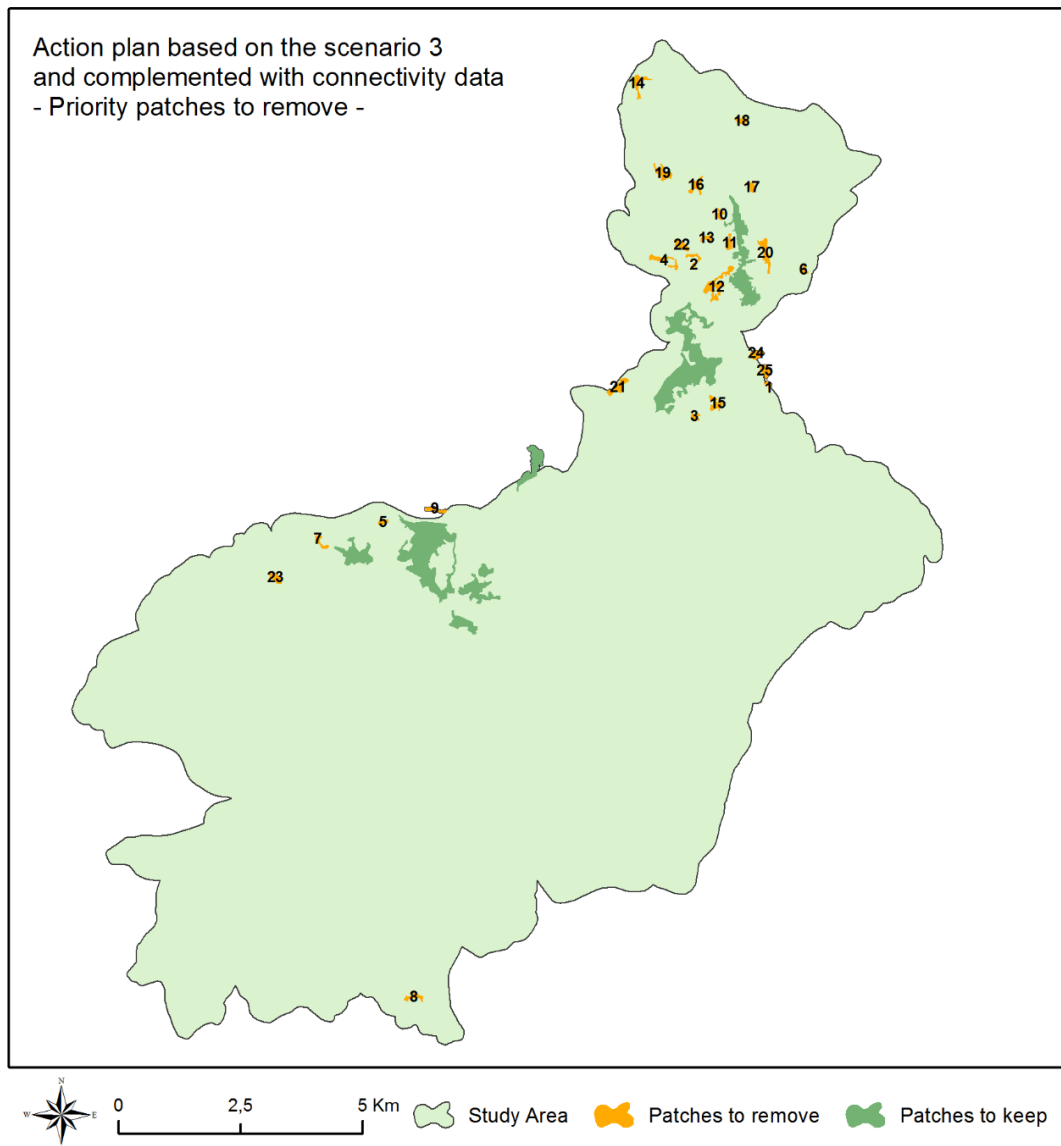 Action plan based on the scenario 3
and complemented with connectivity data
- Priority patches to remove -
14
18
19
16
17
10
13
11
22
20
4
2
6
12
24
25
21
1
15
3
9
5
7
23
8
N
W E
S
0 2,5 5 Km
Study Area
Patches to remove
Patches to keep